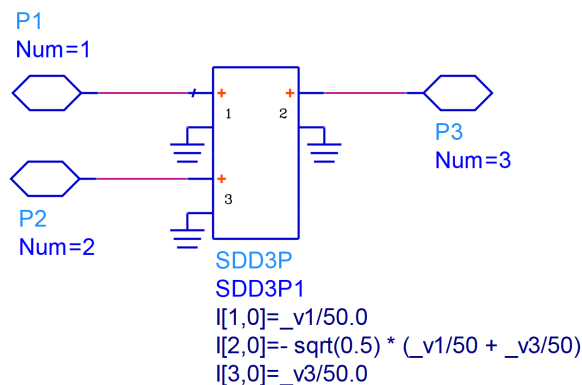 P1
Num=1
1
2
P3
Num=3
3
P2
Num=2
SDD3P
SDD3P1
I[1,0]=_v1/50.0
I[2,0]=- sqrt(0.5) * (_v1/50 + _v3/50)
I[3,0]=_v3/50.0